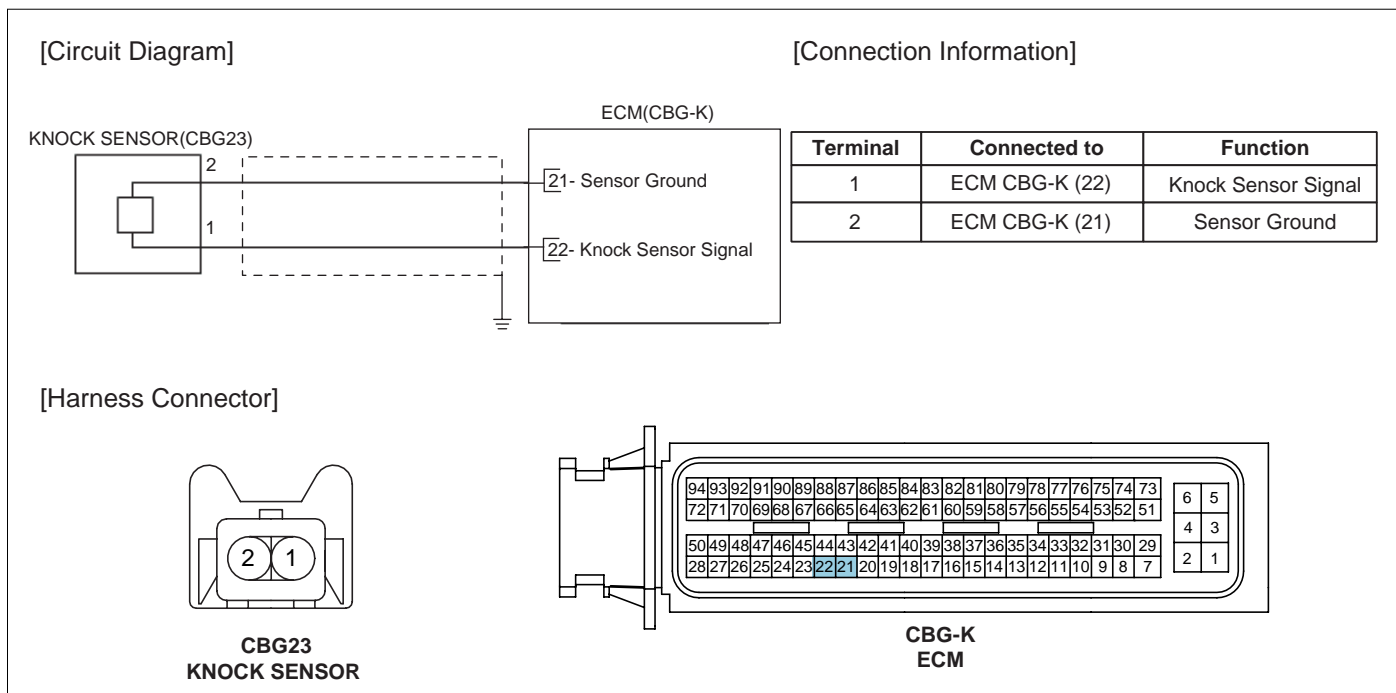 [Circuit Diagram]
[Connection Information]
ECM(CBG-K)
KNOCK SENSOR(CBG23)
2
21- Sensor Ground
1
22- Knock Sensor Signal
Terminal Connected to Function
1 ECM CBG-K (22) Knock Sensor Signal
2 ECM CBG-K (21) Sensor Ground
[Harness Connector]
2 1
CBG23
KNOCK SENSOR
94 93 92 91 90 89 88 87 86 85 84 83 82 81 80 79 78 77 76 75 74 73
72 71 70 69 68 67 66 65 64 63 62 61 60 59 58 57 56 55 54 53 52 51
50 49 48 47 46 45 44 43 42 41 40 39 38 37 36 35 34 33 32 31 30 29
28 27 26 25 24 23 22 21 20 19 18 17 16 15 14 13 12 11 10 9 8 7
6 5
4 3
2 1
CBG-K
ECM